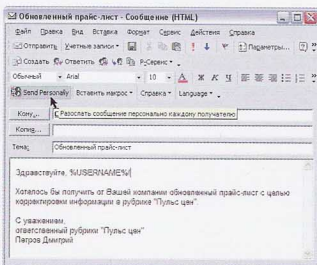 Обновленный прайс-лист - Сообщение (HTML)
Файл Правка Вид Вставка Формат Сервис Действия Справка
Отправить Учетные записи Параметры...
Создать Ответить P-Сервис
Обычный Arial 10 А Ж К Ч
Send Personally Вставить макрос Справка Language
Кому... Разослать сообщение персонально каждому получателю
Копия...
Тема: Обновленный прайс-лист
Здравствуйте, %USERNAME%!
Хотелось бы получить от Вашей компании обновленный прайс-лист с целью
корректировки информации в рубрике "Пульс цен"
С уважением,
ответственный рубрики "Пульс цен"
Петров Дмитрий